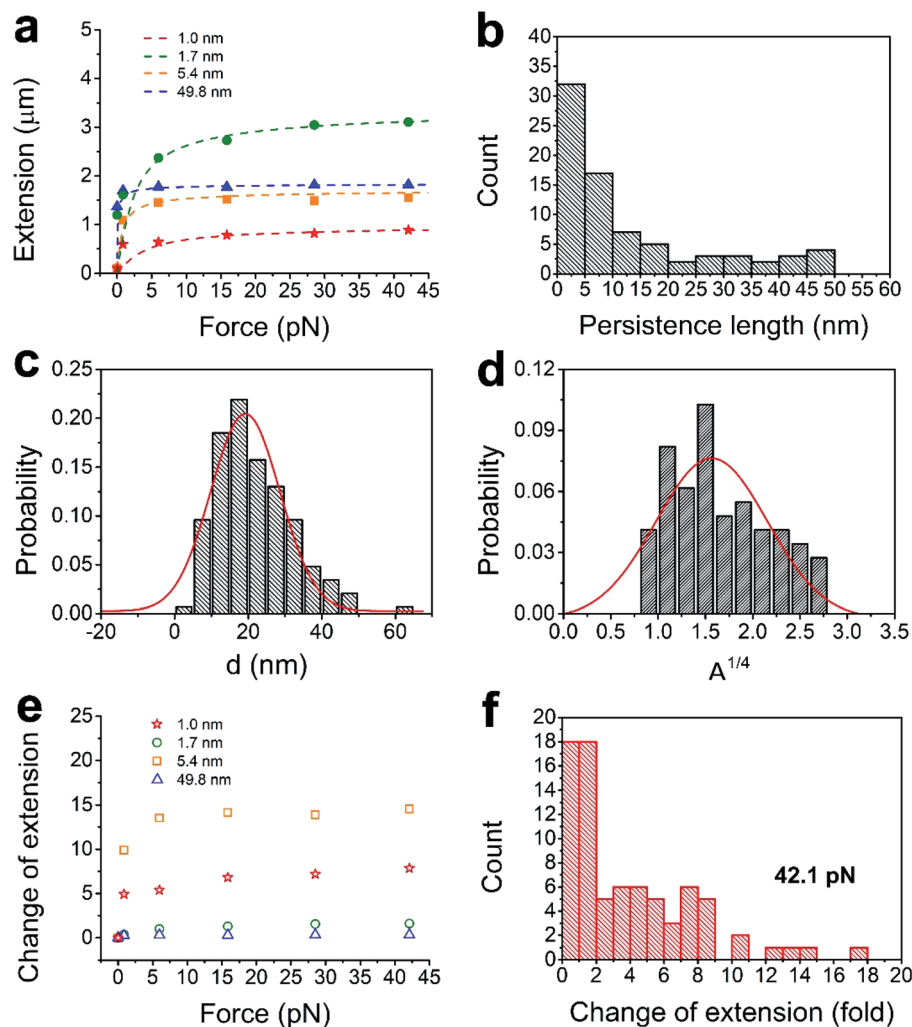 a
1.0 nm
1.7 nm
5.4 nm
49.8 nm
Extension (μm)
5
4
3
2
1
0
0 5 10 15 20 25 30 35 40 45
Force (pN)
b
Count
40
30
20
10
0
0 5 10 15 20 25 30 35 40 45 50 55 60
Persistence length (nm)
c
Probability
0.25
0.20
0.15
0.10
0.05
0.00
-20 0 20 40 60
d (nm)
d
Probability
0.12
0.09
0.06
0.03
0.00
0.0 0.5 1.0 1.5 2.0 2.5 3.0 3.5
A^1/4
e
1.0 nm
1.7 nm
5.4 nm
49.8 nm
Change of extension
25
20
15
10
5
0
0 5 10 15 20 25 30 35 40 45
Force (pN)
f
Count
20
18
16
14
12
10
8
6
4
2
0
42.1 pN
0 2 4 6 8 10 12 14 16 18 20
Change of extension (fold)